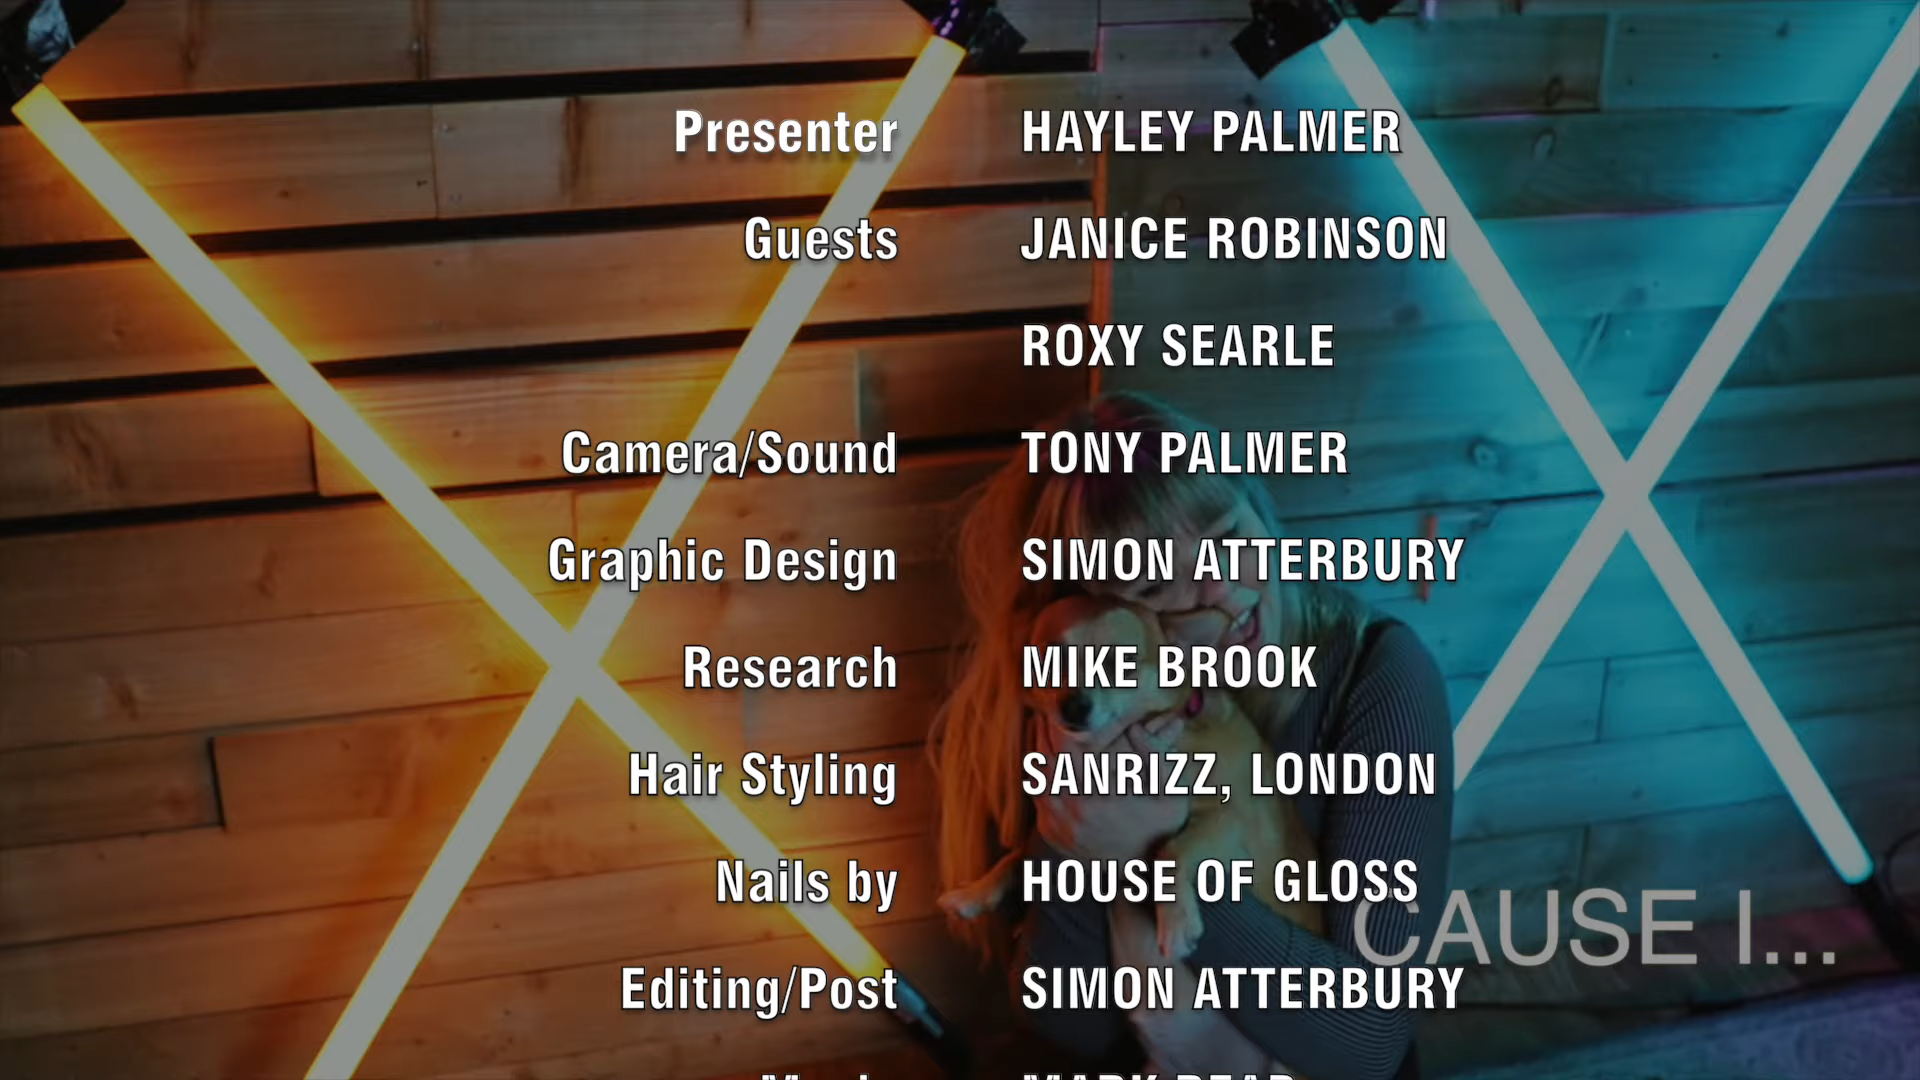 Presenter HAYLEY PALMER
Guests JANICE ROBINSON
ROXY SEARLE
Camera/Sound TONY PALMER
Graphic Design SIMON ATTERBURY
Research MIKE BROOK
Hair Styling SANRIZZ, LONDON
Nails by HOUSE OF GLOSS
CAUSE I...
Editing/Post SIMON ATTERBURY